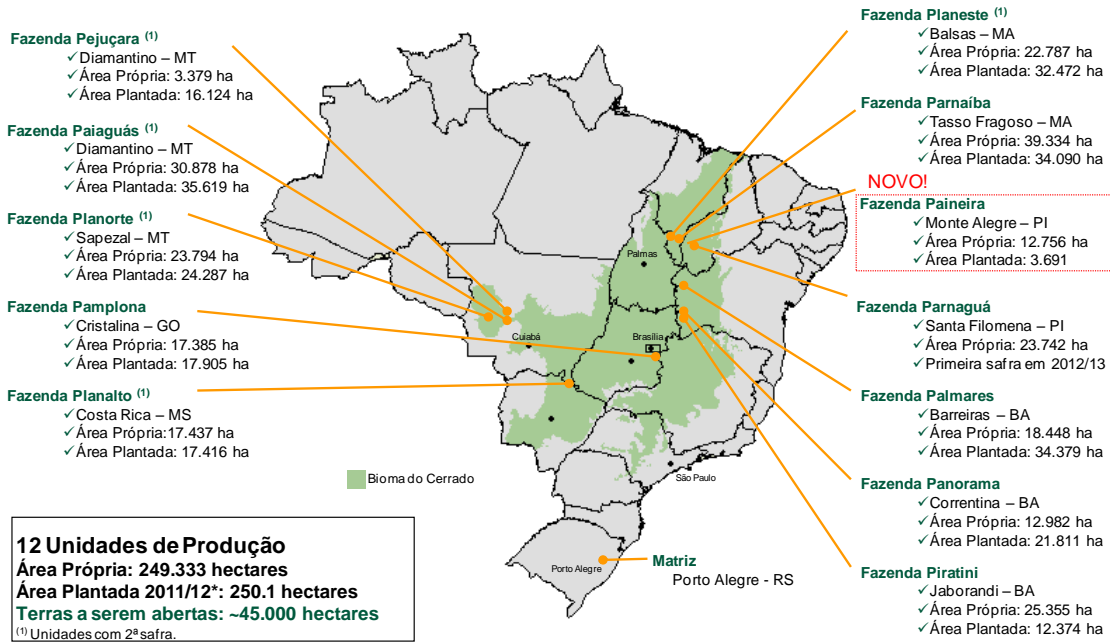 Fazenda Pejuçara (1)
✓Diamantino – MT
✓Área Própria: 3.379 ha
✓Área Plantada: 16.124 ha
Fazenda Paiaguás (1)
✓Diamantino – MT
✓Área Própria: 30.878 ha
✓Área Plantada: 35.619 ha
Fazenda Planorte (1)
✓Sapezal – MT
✓Área Própria: 23.794 ha
✓Área Plantada: 24.287 ha
Fazenda Pamplona
✓Cristalina – GO
✓Área Própria: 17.385 ha
✓Área Plantada: 17.905 ha
Fazenda Planalto (1)
✓Costa Rica – MS
✓Área Própria:17.437 ha
✓Área Plantada: 17.416 ha
Fazenda Planeste (1)
✓Balsas – MA
✓Área Própria: 22.787 ha
✓Área Plantada: 32.472 ha
Fazenda Parnaíba
✓Tasso Fragoso – MA
✓Área Própria: 39.334 ha
✓Área Plantada: 34.090 ha
NOVO!
Fazenda Paineira
✓Monte Alegre – PI
✓Área Própria: 12.756 ha
✓Área Plantada: 3.691
Fazenda Parnaguá
✓Santa Filomena – PI
✓Área Própria: 23.742 ha
✓Primeira safra em 2012/13
Fazenda Palmares
✓Barreiras – BA
✓Área Própria: 18.448 ha
✓Área Plantada: 34.379 ha
Fazenda Panorama
✓Correntina – BA
✓Área Própria: 12.982 ha
✓Área Plantada: 21.811 ha
Fazenda Piratini
✓Jaborandi – BA
✓Área Própria: 25.355 ha
✓Área Plantada: 12.374 ha
Palmas
Cuiabá
Brasília
São Paulo
Porto Alegre
Bioma do Cerrado
Matriz
Porto Alegre - RS
12 Unidades de Produção
Área Própria: 249.333 hectares
Área Plantada 2011/12*: 250.1 hectares
Terras a serem abertas: ~45.000 hectares
(1) Unidades com 2ª safra.